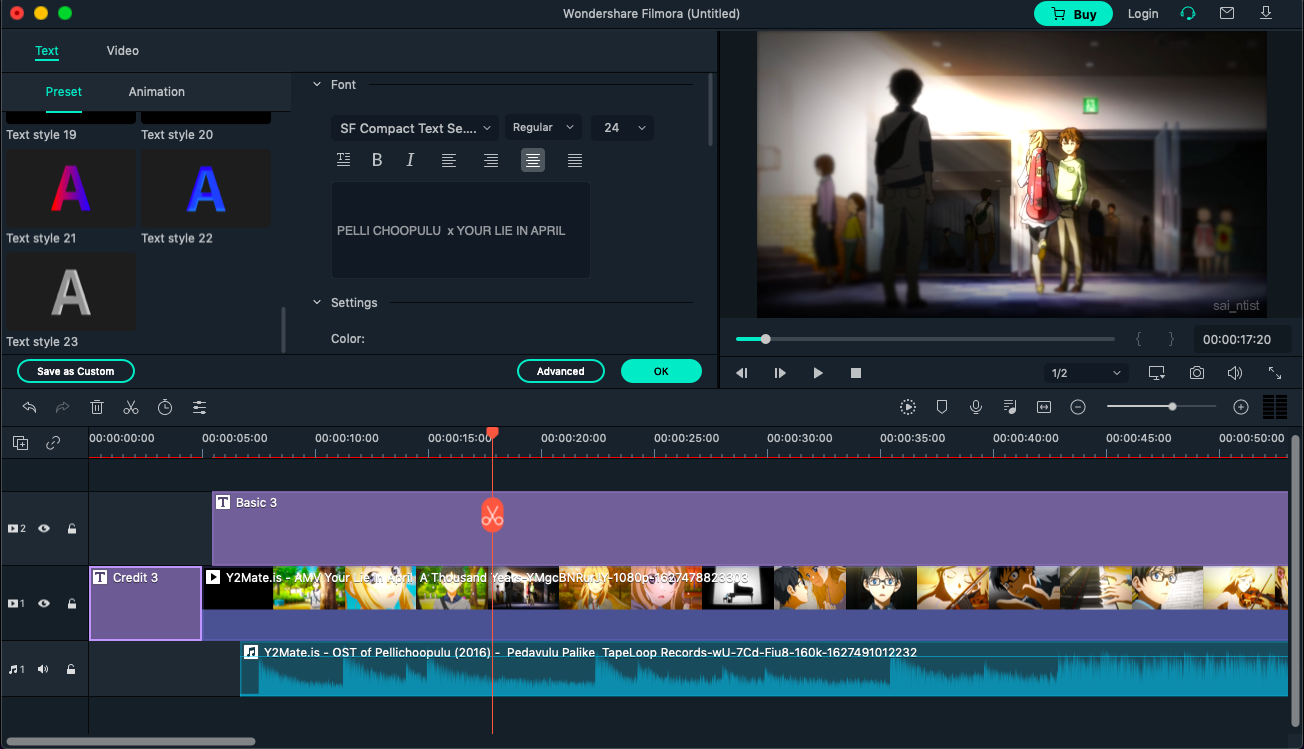 Wondershare Filmora (Untitled)
Buy
Login
Text
Video
Preset
Animation
Text style 19
Text style 20
A
A
Text style 21
Text style 22
A
Text style 23
Save as Custom
Font
SF Compact Text Se....
Regular
24
B
I
PELLI CHOOPULU x YOUR LIE IN APRIL
Settings
Color:
Advanced
OK
sai_ntist
{ }
00:00:17:20
1/2
00:00:00:00
00:00:05:00
00:00:10:00
00:00:15:00
00:00:20:00
00:00:25:00
00:00:30:00
00:00:35:00
00:00:40:00
00:00:45:00
00:00:50:00
2
T Basic 3
1
T Credit 3
Y2Mate.is - AMV Your Lie in April A Thousand Years
1080p-1627478823303
1
Y2Mate.is - OST of Pellichoopulu (2016) - Pedavulu Palike TapeLoop Records-wU-7Cd-Fiu8-160k-1627491012232